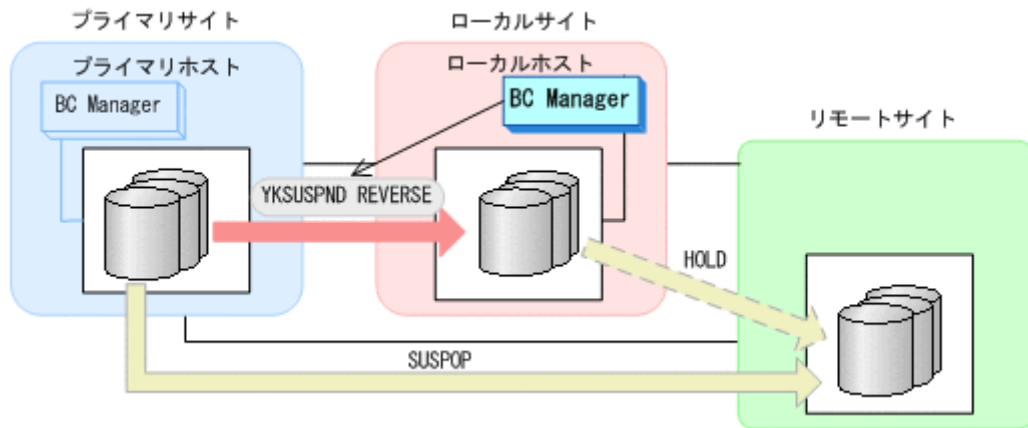 プライマリサイト
ローカルサイト
プライマリホスト
ローカルホスト
BC Manager
BC Manager
リモートサイト
YKSUSPND REVERSE
HOLD
SUSPOP